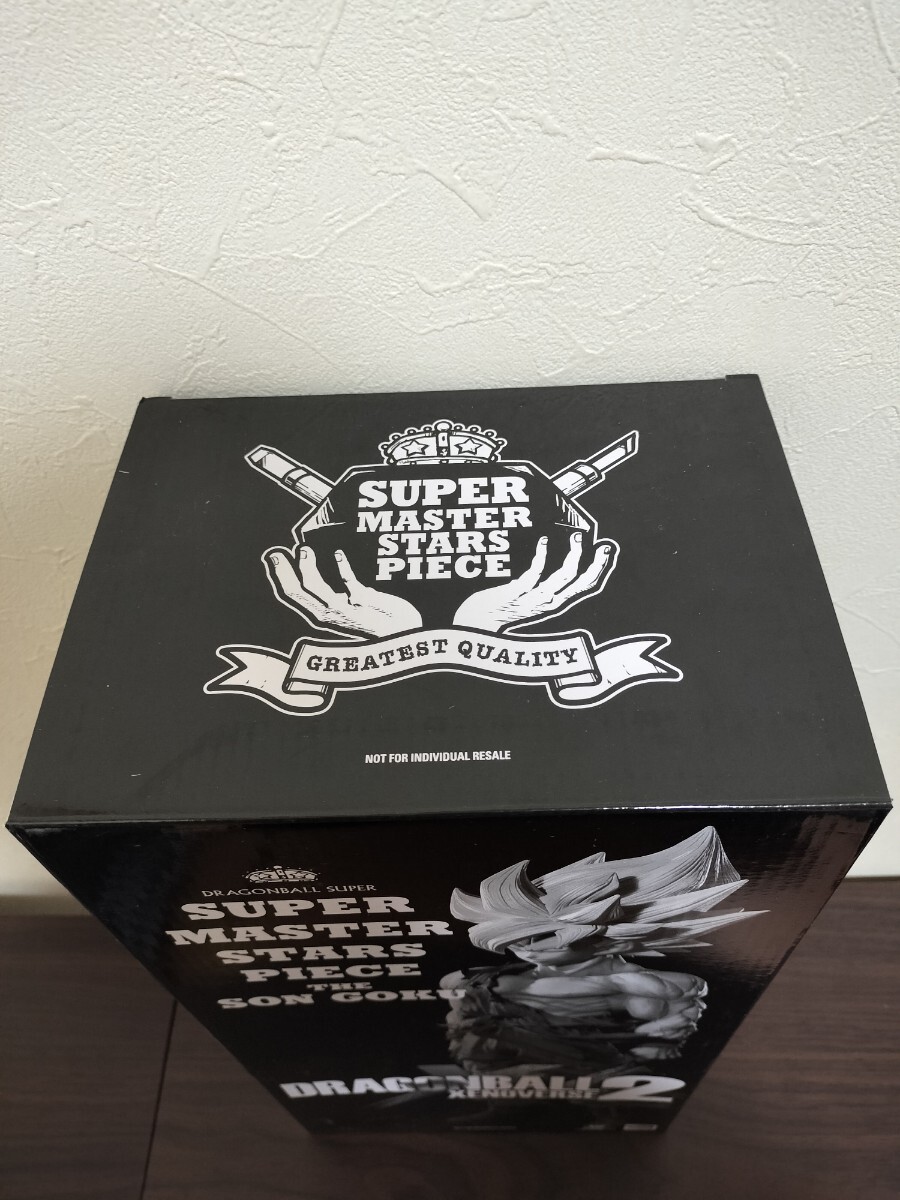 SUPER
MASTER
STARS
PIECE
GREATEST QUALITY
NOT FOR INDIVIDUAL RESALE
DRAGONBALL SUPER
SUPER
MASTER
STARS
PIECE
THE
SON GOKU
DRAGONBALL
XENOVERSE 2